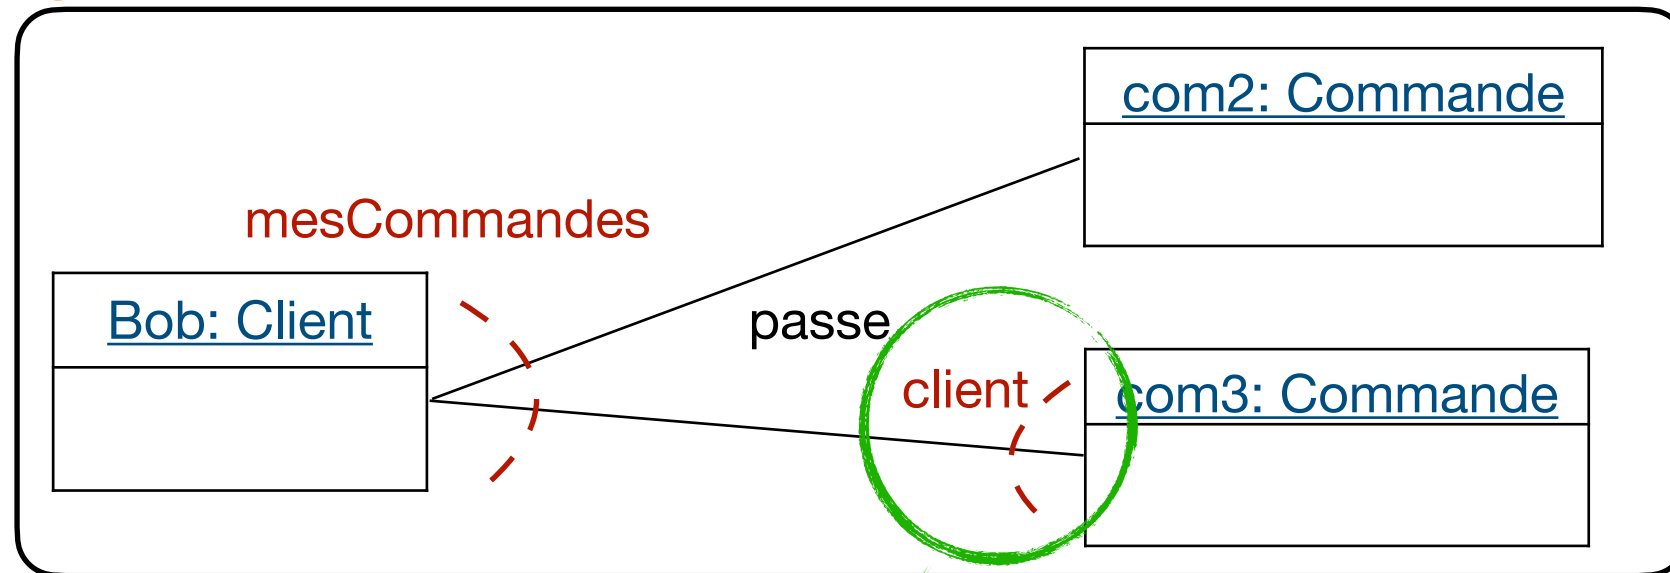 com2: Commande
mesCommandes
Bob: Client
passe
client
com3: Commande